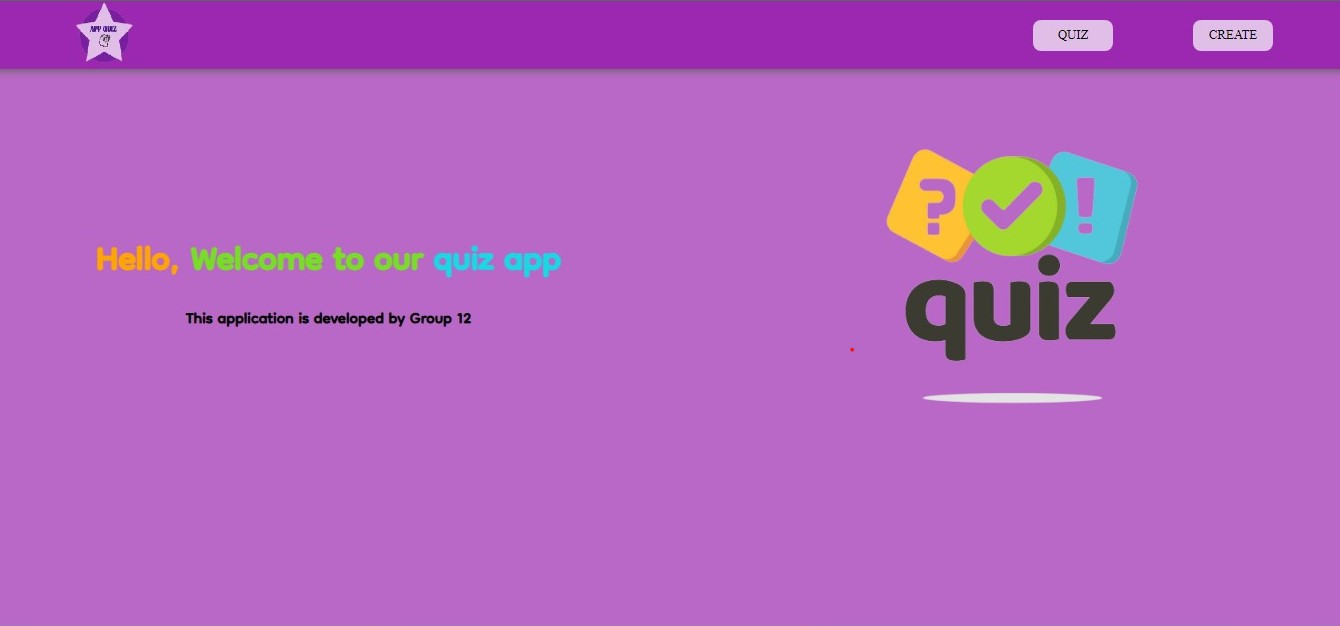 APP QUIZ
QUIZ
CREATE
Hello, Welcome to our quiz app
This application is developed by Group 12
? !
quiz